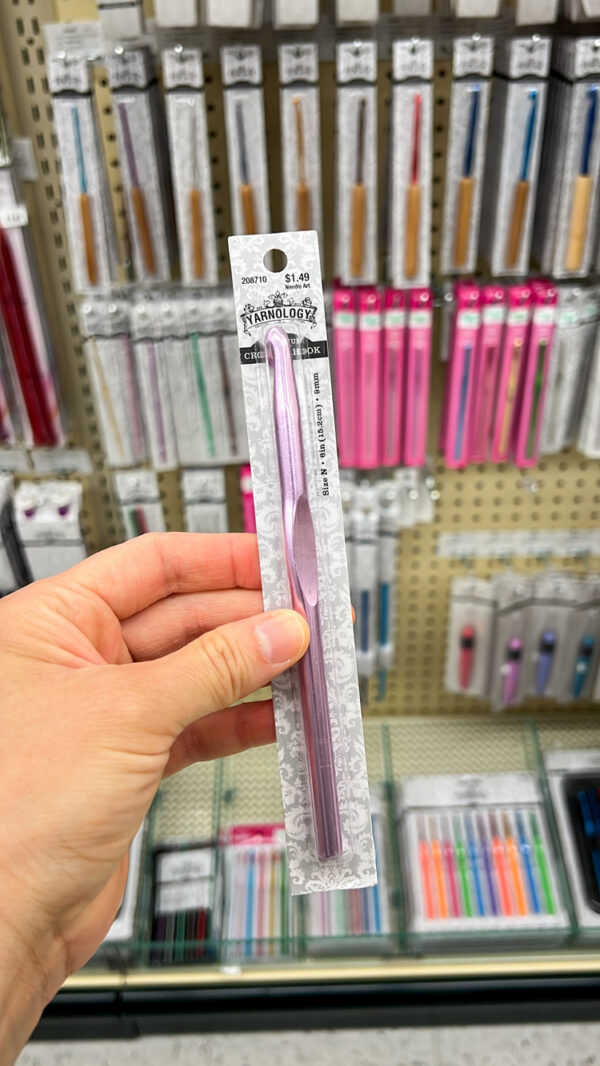 208710
$1.49
Needle Art
YARNOLOGY
Size N • 6in (15.2cm) • 9mm